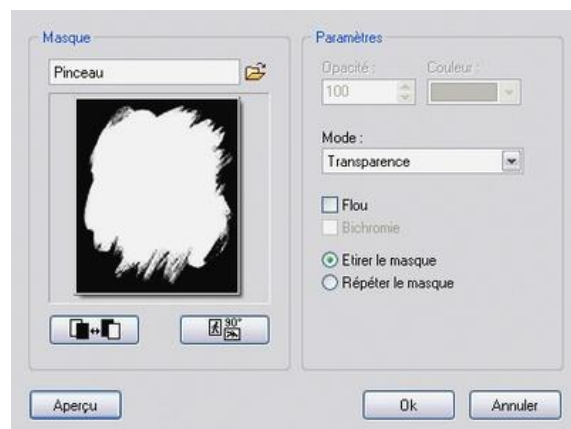 Masque
Pinceau
90°
Aperçu
Paramètres
Opacité :
Couleur :
100
Mode :
Transparence
Flou
Bichromie
Etirer le masque
Répéter le masque
Ok
Annuler